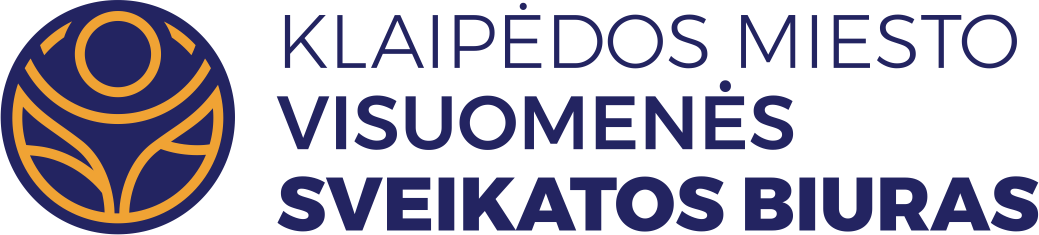 KLAIPĖDOS MIESTO
VISUOMENĖS
SVEIKATOS BIURAS